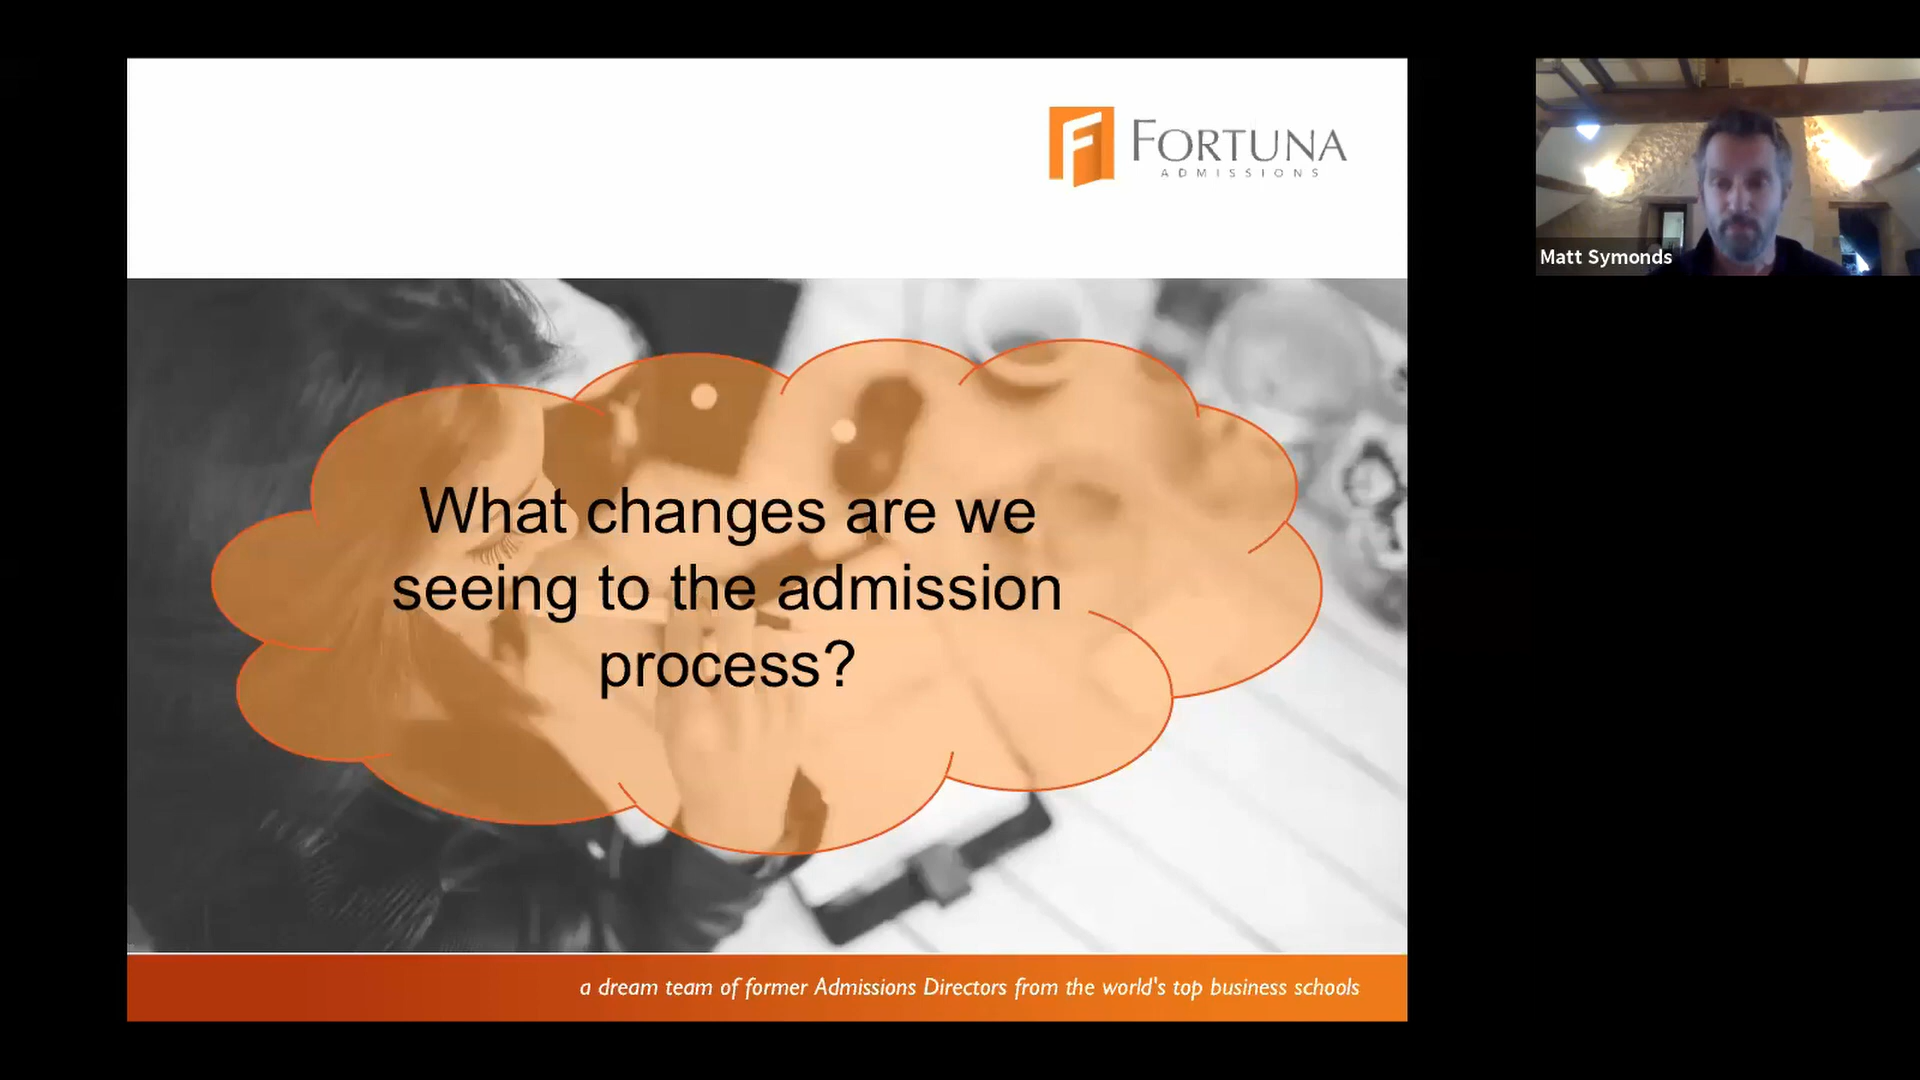 FORTUNA
ADMISSIONS
Matt Symonds
What changes are we
seeing to the admission
process?
a dream team of former Admissions Directors from the world's top business schools